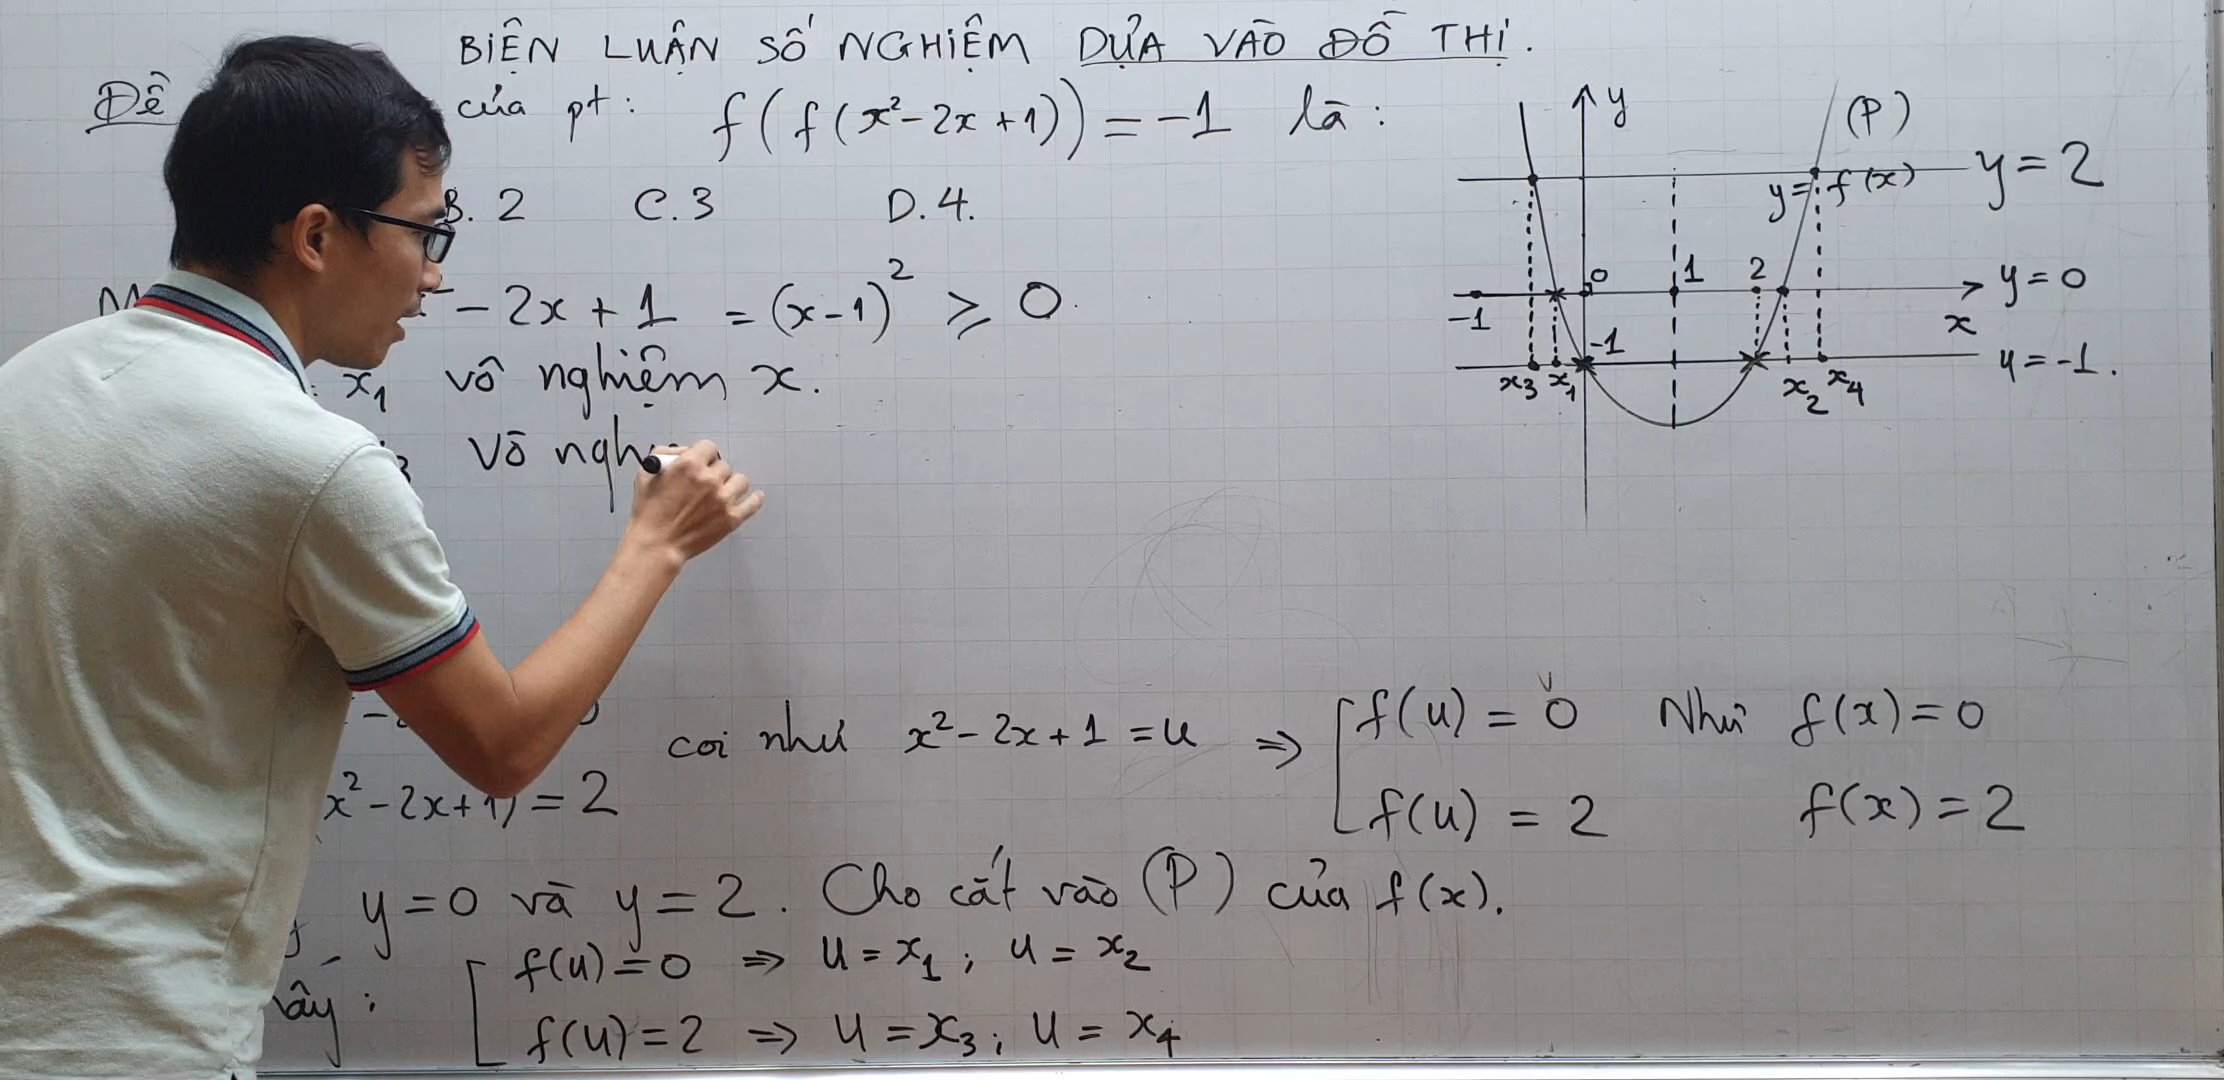 BIỆN LUẬN SỐ NGHIỆM DỰA VÀO ĐỒ THỊ.
Đề của pt: f(f(x²-2x+1))=-1 là:
B. 2 C. 3 D. 4.
-2x+1 = (x-1)² ⩾ 0.
x₁ vô nghiệm x.
3 vô ngh
coi như x²-2x+1=u ⇒ [ f(u)=0 Như f(x)=0
x²-2x+1)=2 f(u)=2 f(x)=2
y=0 và y=2. Cho cắt vào (P) của f(x).
f(u)=0 ⇒ u=x₁; u=x₂
ây: [ f(u)=2 ⇒ u=x₃; u=x₄
y
(P)
y=2
y=f(x)
-1 0 1 2 y=0
x
-1 y=-1.
x₃ x₁ x₂ x₄